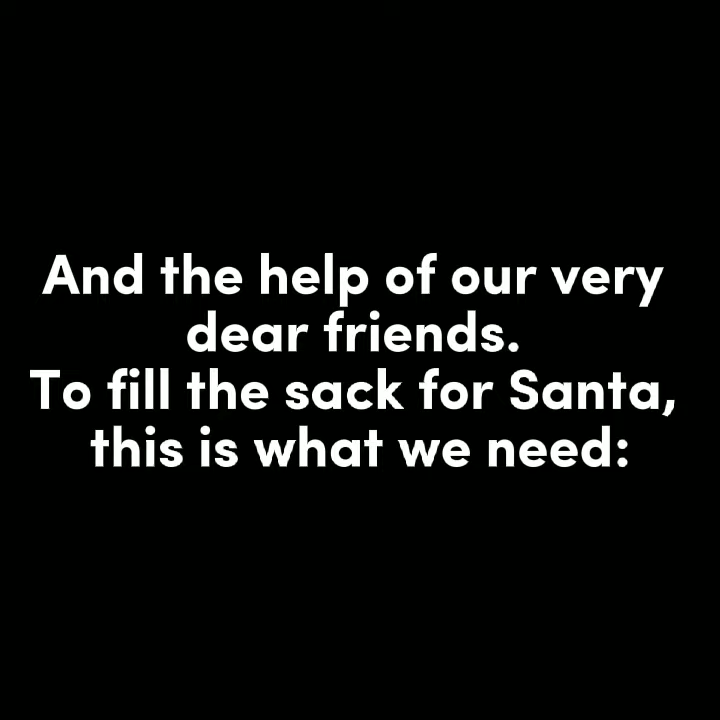 And the help of our very
dear friends.
To fill the sack for Santa,
this is what we need: